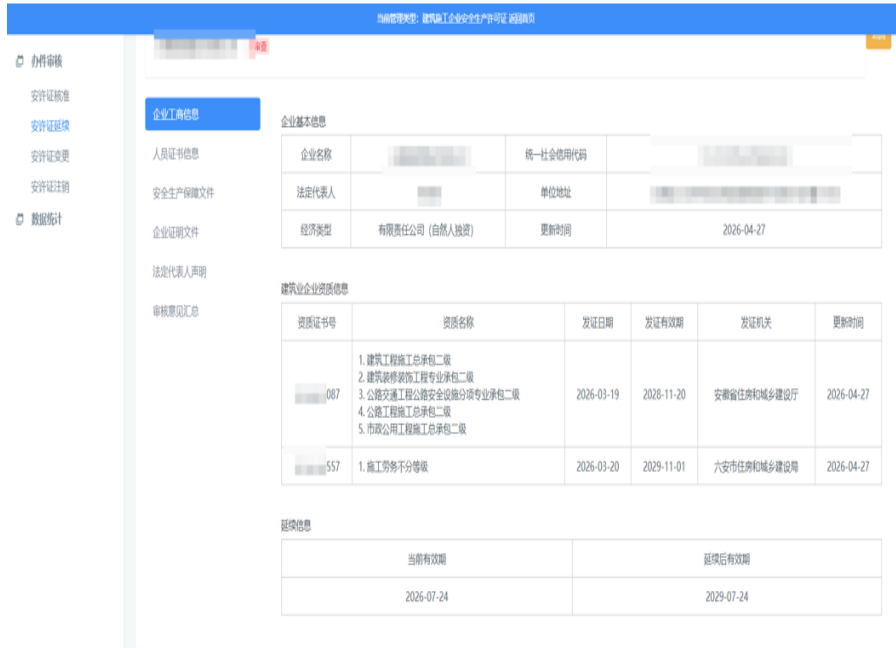 当前管理类型：建筑施工企业安全生产许可证 返回首页
办件审核
安许证核准
安许证延续
安许证变更
安许证注销
数据统计
企业工商信息
人员证书信息
安全生产保障文件
企业证明文件
法定代表人声明
审核意见汇总
企业基本信息
企业名称 统一社会信用代码
法定代表人 单位地址
经济类型 有限责任公司（自然人独资） 更新时间 2026-04-27
建筑业企业资质信息
资质证书号 资质名称 发证日期 发证有效期 发证机关 更新时间
1. 建筑工程施工总承包二级
2. 建筑装修装饰工程专业承包二级
087 3. 公路交通工程公路安全设施分项专业承包二级 2026-03-19 2028-11-20 安徽省住房和城乡建设厅 2026-04-27
4. 公路工程施工总承包二级
5. 市政公用工程施工总承包二级
557 1. 施工劳务不分等级 2026-03-20 2029-11-01 六安市住房和城乡建设局 2026-04-27
延续信息
当前有效期 延续后有效期
2026-07-24 2029-07-24